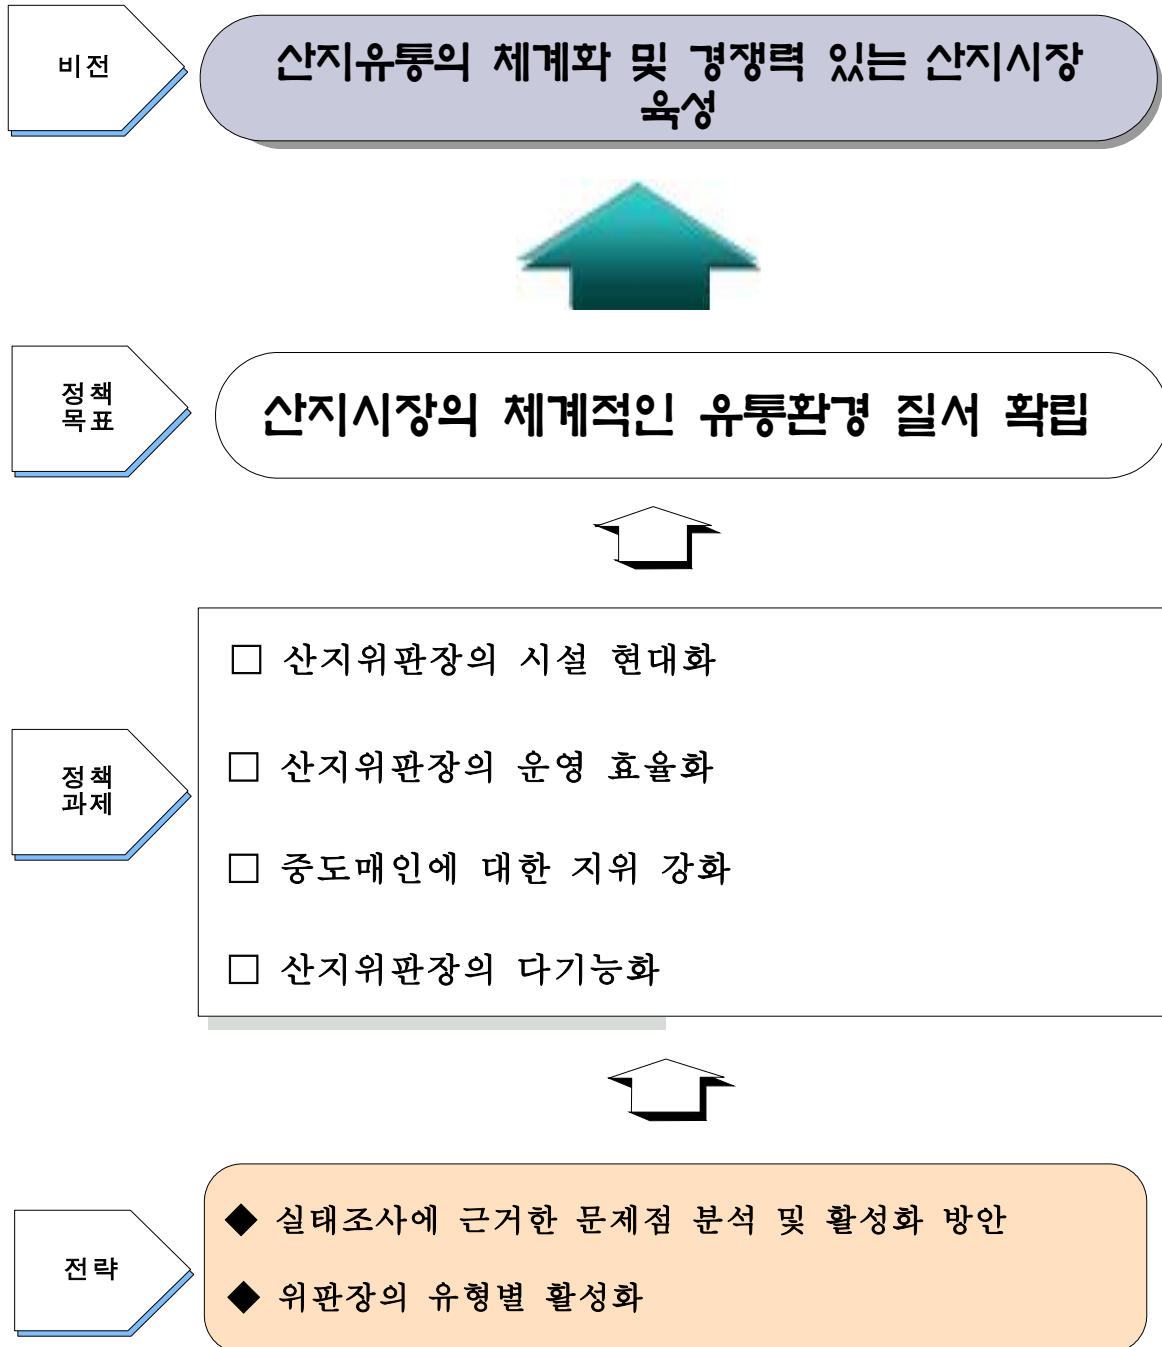 비전
산지유통의 체계화 및 경쟁력 있는 산지시장
육성
정책
목표
산지시장의 체계적인 유통환경 질서 확립
정책
과제
□ 산지위판장의 시설 현대화
□ 산지위판장의 운영 효율화
□ 중도매인에 대한 지위 강화
□ 산지위판장의 다기능화
전략
◆ 실태조사에 근거한 문제점 분석 및 활성화 방안
◆ 위판장의 유형별 활성화